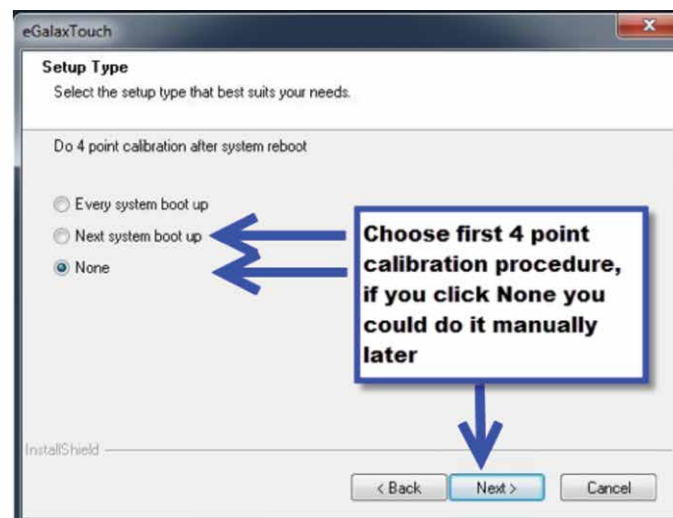 eGalaxTouch
Setup Type
Select the setup type that best suits your needs.
Do 4 point calibration after system reboot
Every system boot up
Next system boot up
None
Choose first 4 point
calibration procedure,
if you click None you
could do it manually
later
InstallShield
< Back
Next >
Cancel